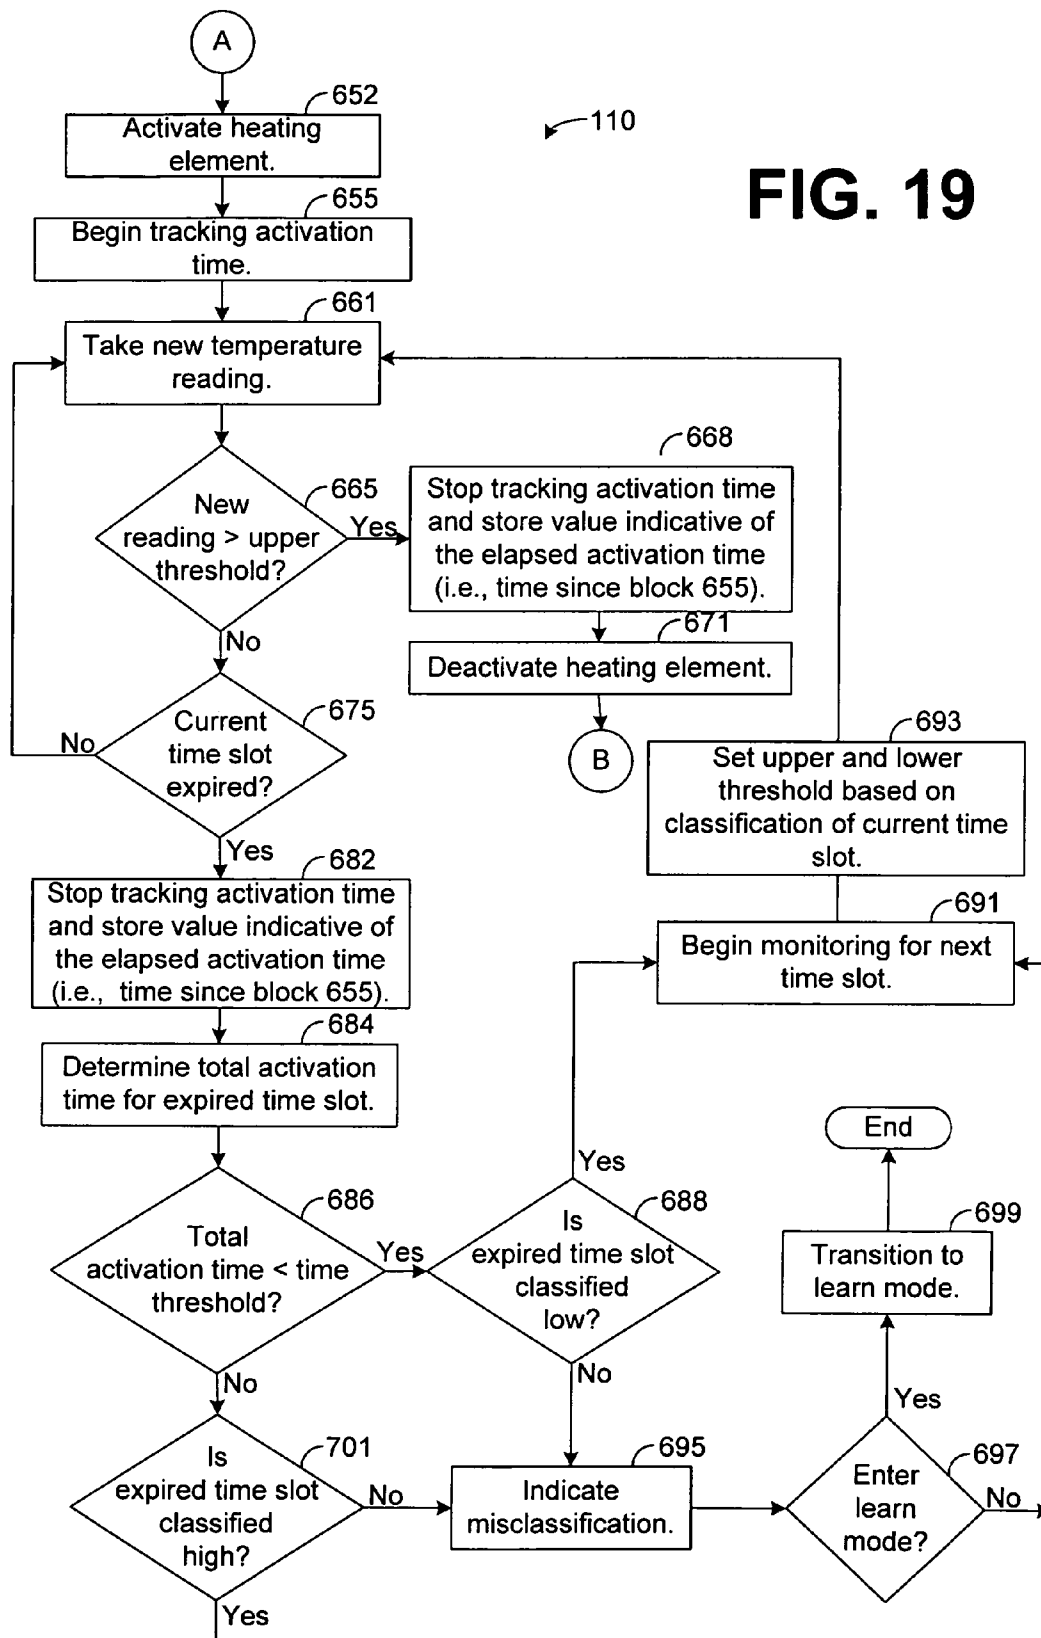 A
652
Activate heating
element.
110
FIG. 19
655
Begin tracking activation
time.
661
Take new temperature
reading.
665
New
reading > upper
threshold?
Yes
No
668
Stop tracking activation time
and store value indicative of
the elapsed activation time
(i.e., time since block 655).
671
Deactivate heating element.
B
675
Current
time slot
expired?
No
Yes
693
Set upper and lower
threshold based on
classification of current time
slot.
682
Stop tracking activation time
and store value indicative of
the elapsed activation time
(i.e., time since block 655).
691
Begin monitoring for next
time slot.
684
Determine total activation
time for expired time slot.
686
Total
activation time < time
threshold?
Yes
No
688
Is
expired time slot
classified
low?
Yes
No
End
699
Transition to
learn mode.
Yes
701
Is
expired time slot
classified
high?
No
Yes
695
Indicate
misclassification.
697
Enter
learn
mode?
No